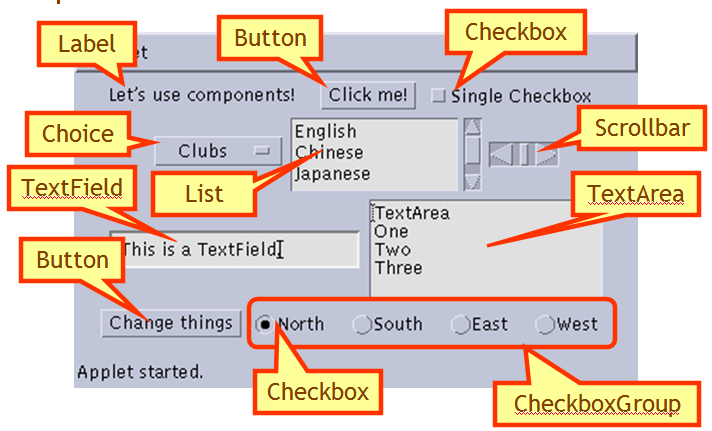 Label
Button
Checkbox
Let's use components!
Click me!
Single Checkbox
Choice
Clubs
English
Chinese
Japanese
Scrollbar
TextField
List
TextArea
This is a TextField
TextArea
One
Two
Three
Button
Change things
North
South
East
West
Applet started.
Checkbox
CheckboxGroup